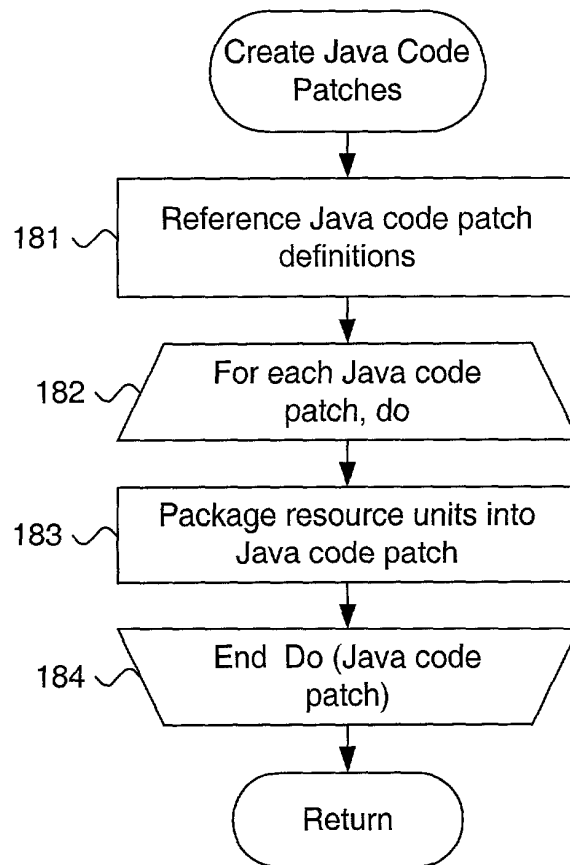 Create Java Code
Patches
181
Reference Java code patch
definitions
182
For each Java code
patch, do
183
Package resource units into
Java code patch
184
End Do (Java code
patch)
Return